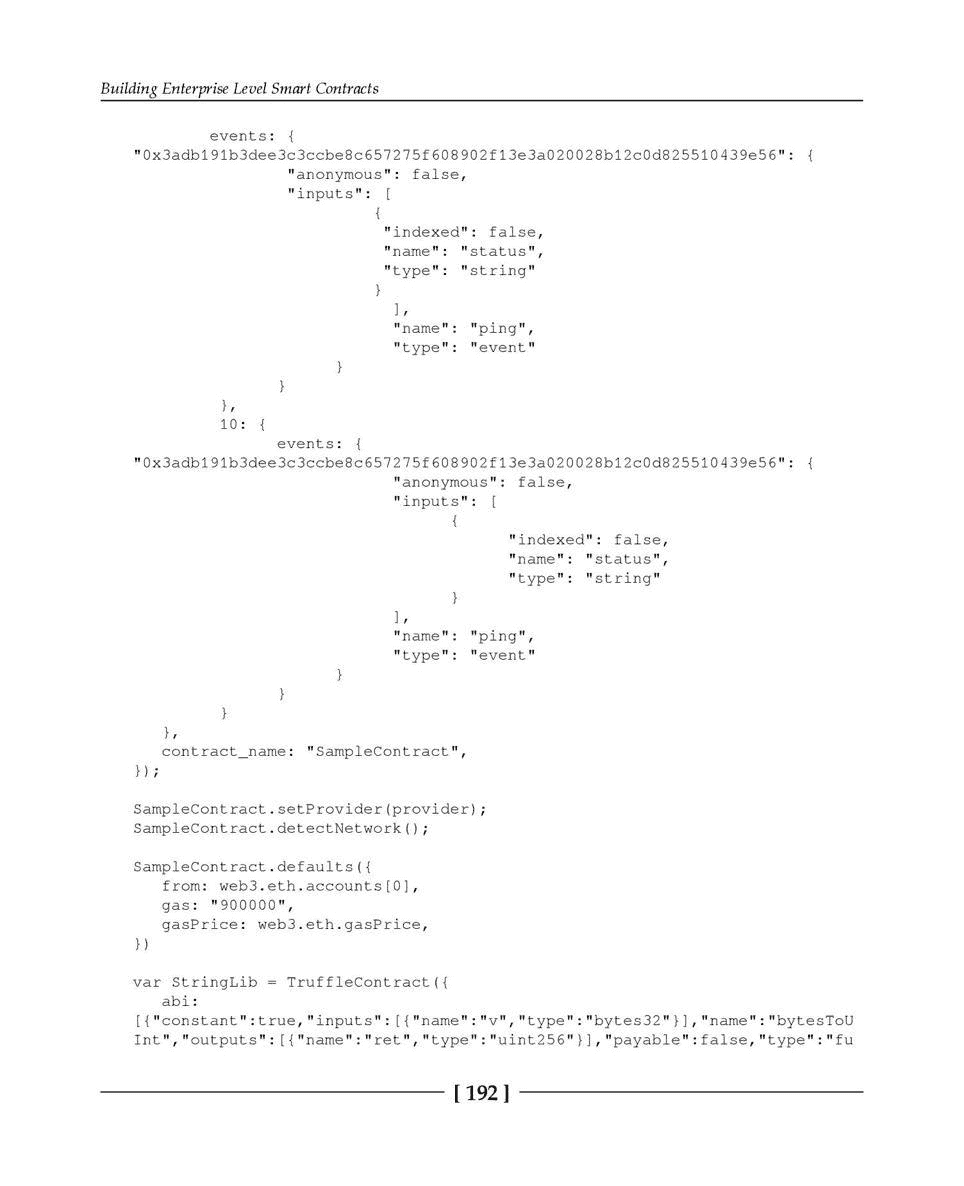 Building Enterprise Level Smart Contracts
events: {
"0x3adb191b3dee3c3ccbe8c657275f608902f13e3a020028b12c0d825510439e56": {
"anonymous": false,
"inputs": [
{
"indexed": false,
"name": "status",
"type": "string"
}
],
"name": "ping",
"type": "event"
}
}
},
10: {
events: {
"0x3adb191b3dee3c3ccbe8c657275f608902f13e3a020028b12c0d825510439e56": {
"anonymous": false,
"inputs": [
{
"indexed": false,
"name": "status",
"type": "string"
}
],
"name": "ping",
"type": "event"
}
}
}
},
contract_name: "SampleContract",
});
SampleContract.setProvider(provider);
SampleContract.detectNetwork();
SampleContract.defaults({
from: web3.eth.accounts[0],
gas: "900000",
gasPrice: web3.eth.gasPrice,
})
var StringLib = TruffleContract({
abi:
[{"constant":true,"inputs":[{"name":"v","type":"bytes32"}],"name":"bytesToU
Int","outputs":[{"name":"ret","type":"uint256"}],"payable":false,"type":"fu
[ 192 ]